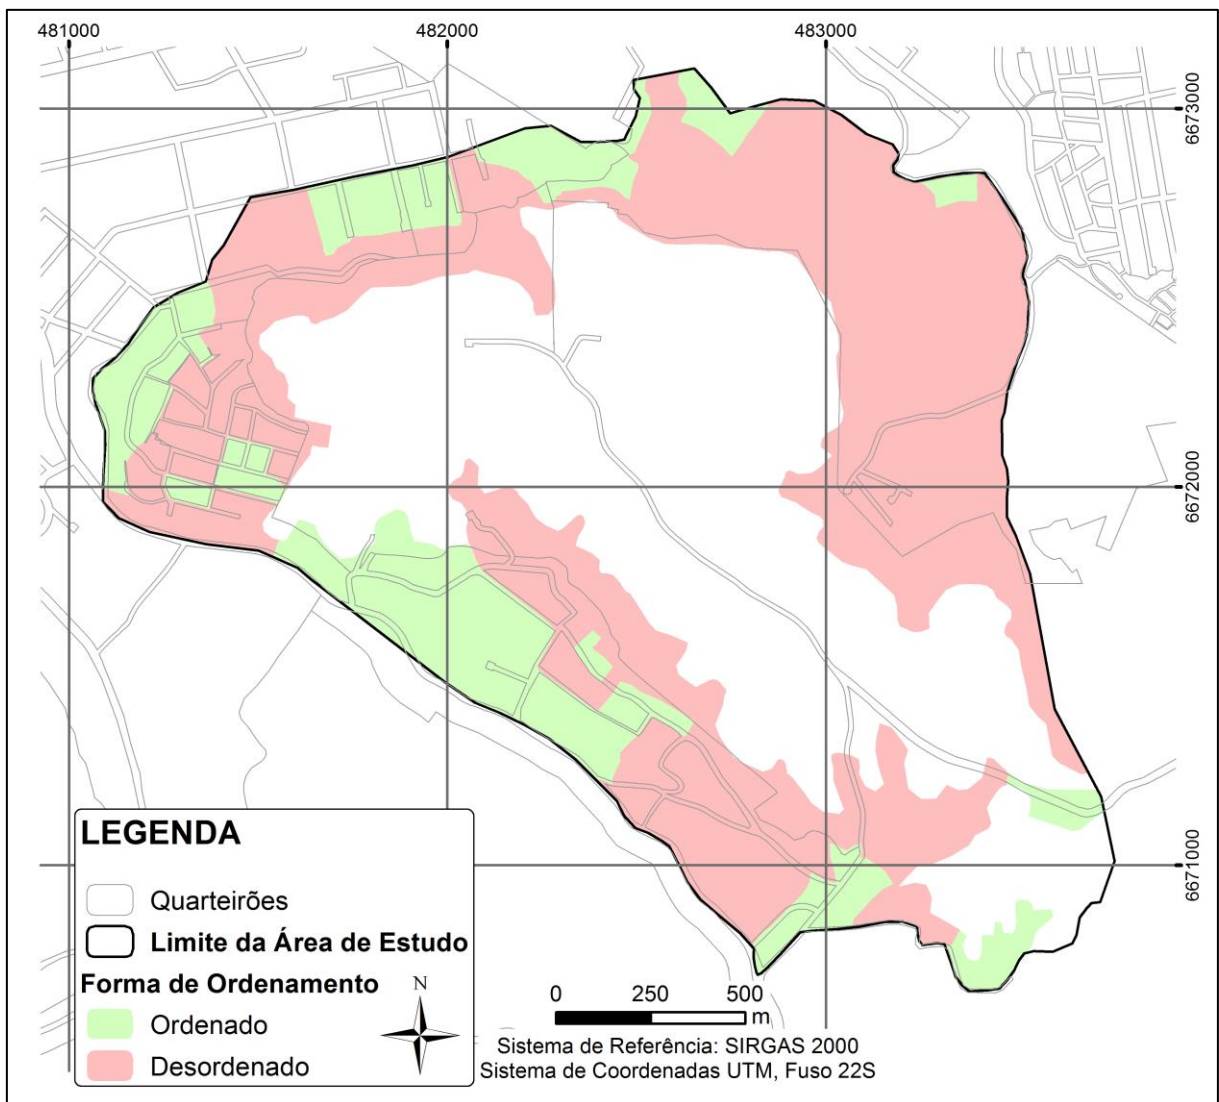 481000 482000 483000
6673000
6672000
6671000
LEGENDA
Quarteirões
Limite da Área de Estudo
Forma de Ordenamento
Ordenado
Desordenado
N
0 250 500
m
Sistema de Referência: SIRGAS 2000
Sistema de Coordenadas UTM, Fuso 22S